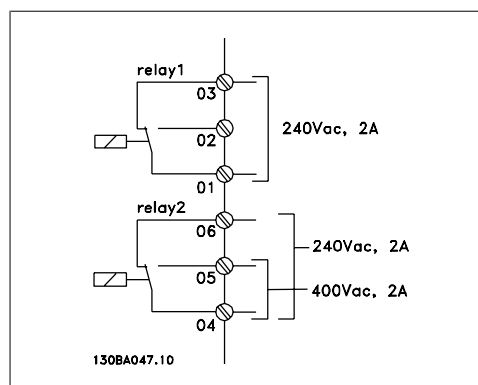 relay1
03
02
240Vac, 2A
01
relay2
06
240Vac, 2A
05
400Vac, 2A
04
130BA047.10